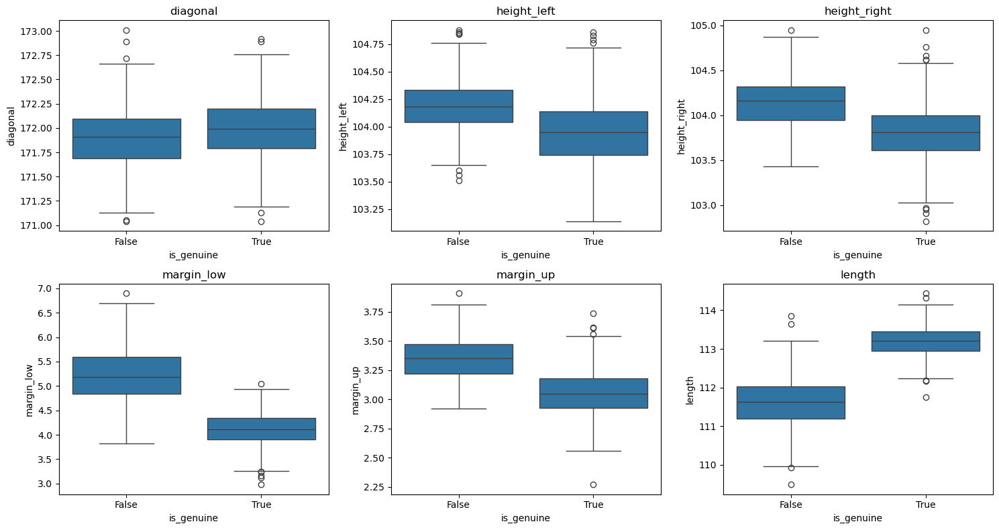 diagonal
173.00
172.75
172.50
172.25
172.00
171.75
171.50
171.25
171.00
diagonal
False True
is_genuine
height_left
104.75
104.50
104.25
104.00
103.75
103.50
103.25
height_left
False True
is_genuine
height_right
105.0
104.5
104.0
103.5
103.0
height_right
False True
is_genuine
margin_low
7.0
6.5
6.0
5.5
5.0
4.5
4.0
3.5
3.0
margin_low
False True
is_genuine
margin_up
3.75
3.50
3.25
3.00
2.75
2.50
2.25
margin_up
False True
is_genuine
length
114
113
112
111
110
length
False True
is_genuine